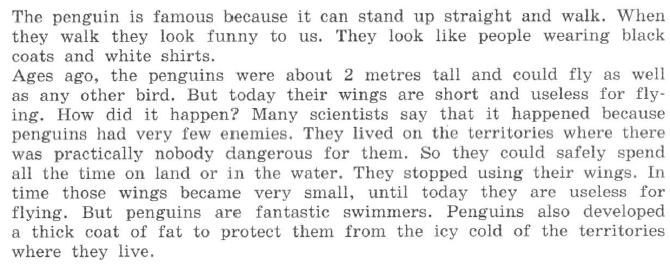 The penguin is famous because it can stand up straight and walk. When
they walk they look funny to us. They look like people wearing black
coats and white shirts.
Ages ago, the penguins were about 2 metres tall and could fly as well
as any other bird. But today their wings are short and useless for fly-
ing. How did it happen? Many scientists say that it happened because
penguins had very few enemies. They lived on the territories where there
was practically nobody dangerous for them. So they could safely spend
all the time on land or in the water. They stopped using their wings. In
time those wings became very small, until today they are useless for
flying. But penguins are fantastic swimmers. Penguins also developed
a thick coat of fat to protect them from the icy cold of the territories
where they live.